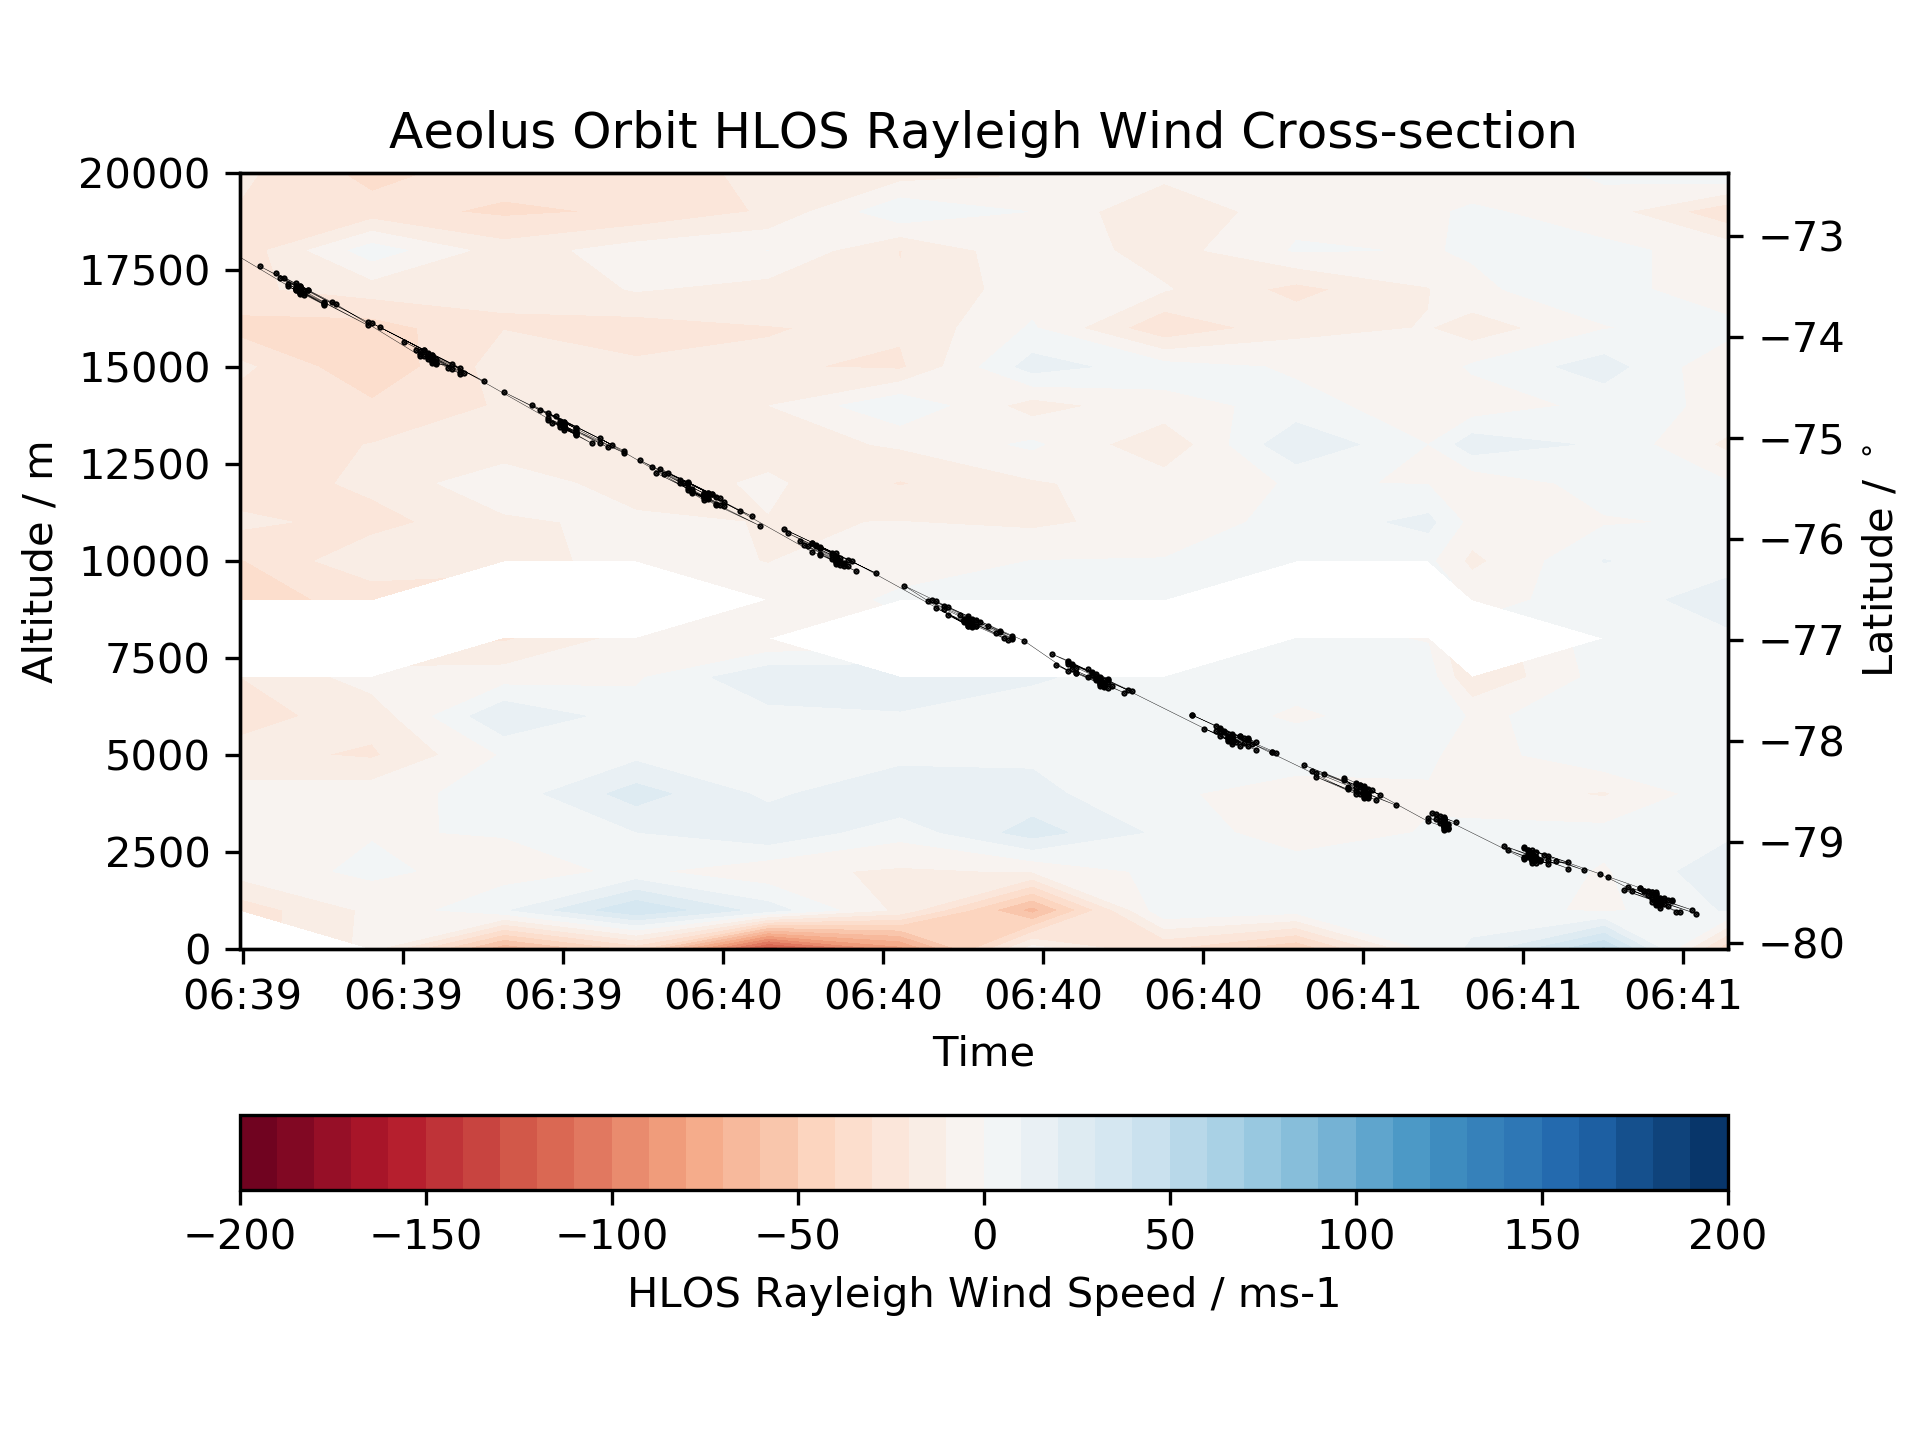 Aeolus Orbit HLOS Rayleigh Wind Cross-section
20000
17500
15000
12500
10000
7500
5000
2500
0
Altitude / m
−73
−74
−75
−76
−77
−78
−79
−80
Latitude / °
06:39 06:39 06:39 06:40 06:40 06:40 06:40 06:41 06:41 06:41
Time
−200 −150 −100 −50 0 50 100 150 200
HLOS Rayleigh Wind Speed / ms-1